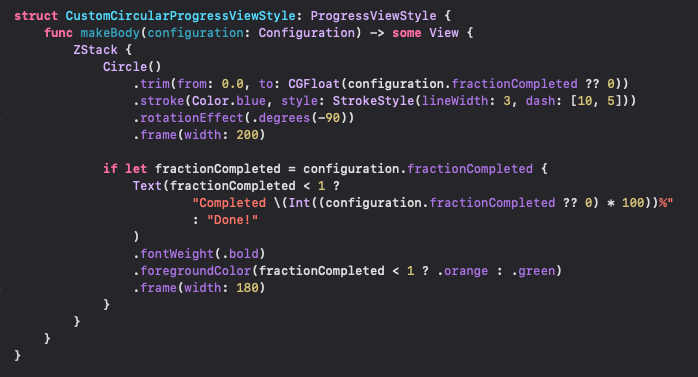 struct CustomCircularProgressViewStyle: ProgressViewStyle {
    func makeBody(configuration: Configuration) -> some View {
        ZStack {
            Circle()
                .trim(from: 0.0, to: CGFloat(configuration.fractionCompleted ?? 0))
                .stroke(Color.blue, style: StrokeStyle(lineWidth: 3, dash: [10, 5]))
                .rotationEffect(.degrees(-90))
                .frame(width: 200)

            if let fractionCompleted = configuration.fractionCompleted {
                Text(fractionCompleted < 1 ?
                        "Completed \(Int((configuration.fractionCompleted ?? 0) * 100))%"
                        : "Done!"
                )
                .fontWeight(.bold)
                .foregroundColor(fractionCompleted < 1 ? .orange : .green)
                .frame(width: 180)
            }
        }
    }
}